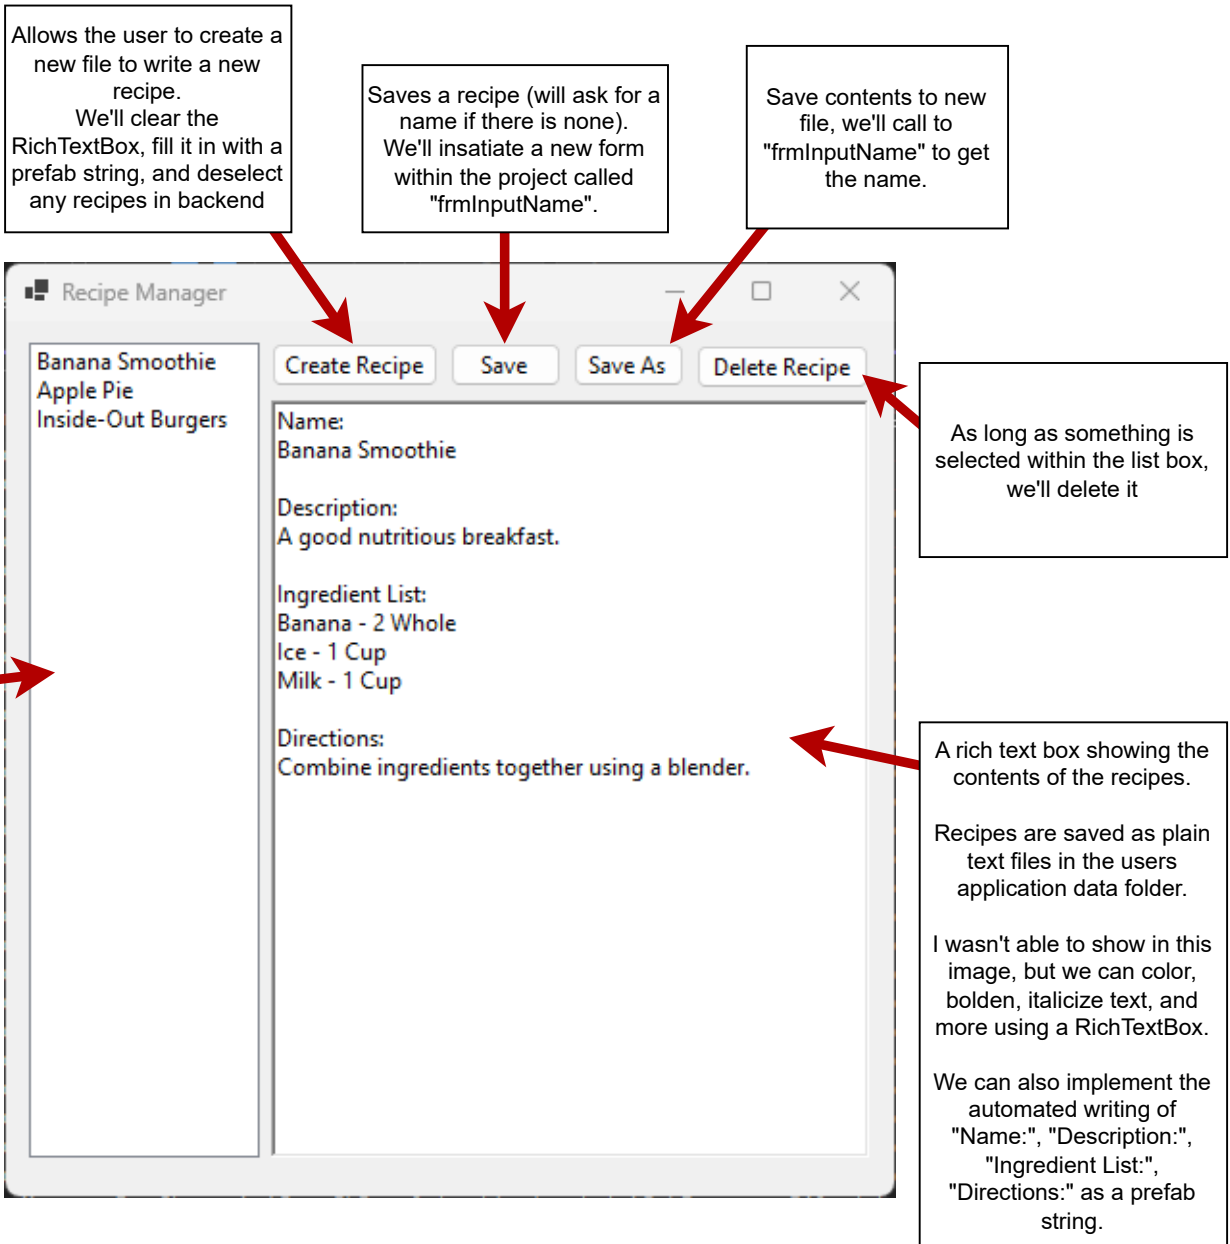 Allows the user to create a
new file to write a new
recipe.
We'll clear the
RichTextBox, fill it in with a
prefab string, and deselect
any recipes in backend
Saves a recipe (will ask for a
name if there is none).
We'll insatiate a new form
within the project called
"frmInputName".
Save contents to new
file, we'll call to
"frmInputName" to get
the name.
Recipe Manager
Banana Smoothie
Apple Pie
Inside-Out Burgers
Create Recipe
Save
Save As
Delete Recipe
Name:
Banana Smoothie
Description:
A good nutritious breakfast.
Ingredient List:
Banana - 2 Whole
Ice - 1 Cup
Milk - 1 Cup
Directions:
Combine ingredients together using a blender.
As long as something is
selected within the list box,
we'll delete it
A rich text box showing the
contents of the recipes.
Recipes are saved as plain
text files in the users
application data folder.
I wasn't able to show in this
image, but we can color,
bolden, italicize text, and
more using a RichTextBox.
We can also implement the
automated writing of
"Name:", "Description:",
"Ingredient List:",
"Directions:" as a prefab
string.